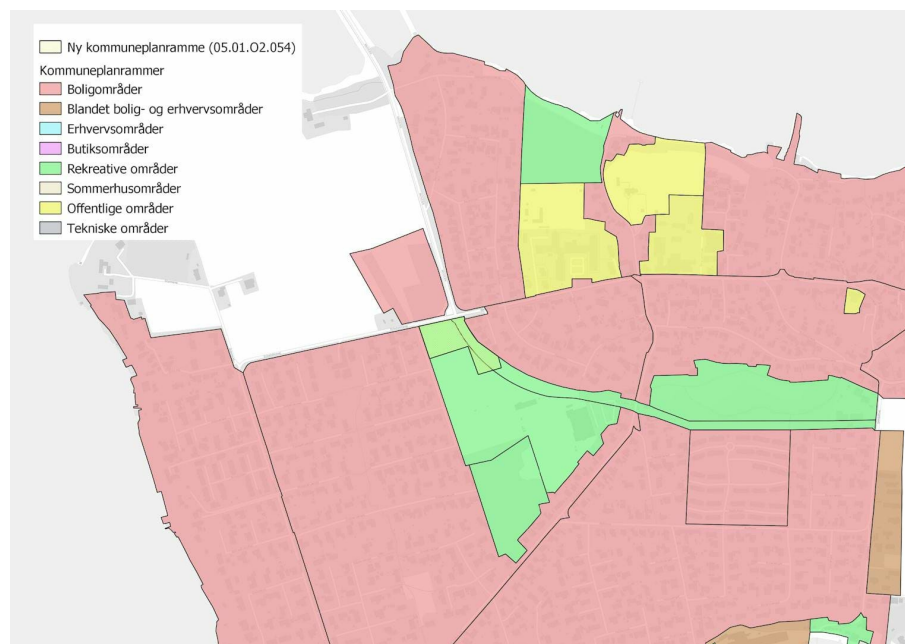 Ny kommuneplanramme (05.01.O2.054)
Kommuneplanrammer
Boligområder
Blandet bolig- og erhvervsområder
Erhvervsområder
Butiksområder
Rekreative områder
Sommerhusområder
Offentlige områder
Tekniske områder